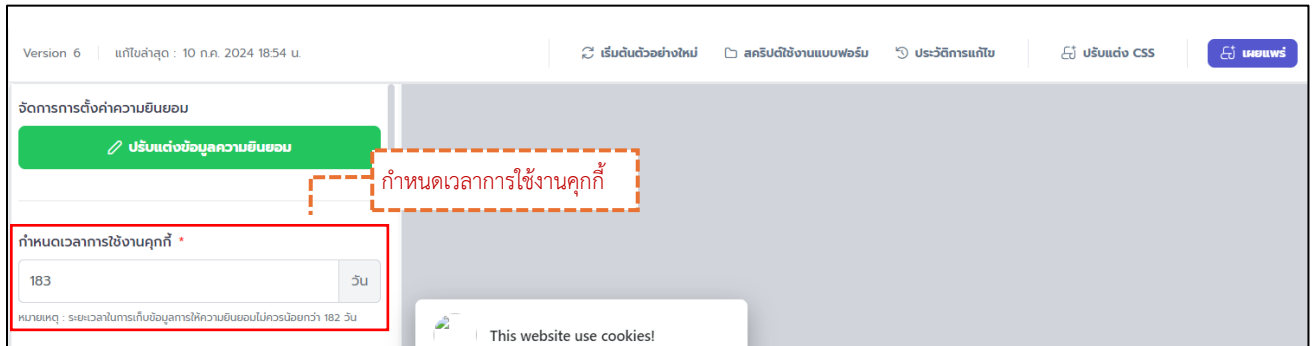 Version 6 แก้ไขล่าสุด : 10 ก.ค. 2024 18:54 น. เริ่มต้นตัวอย่างใหม่ สคริปต์ใช้งานแบบฟอร์ม ประวัติการแก้ไข ปรับแต่ง CSS เผยแพร่
จัดการการตั้งค่าความยินยอม
ปรับแต่งข้อมูลความยินยอม
กำหนดเวลาการใช้งานคุกกี้
กำหนดเวลาการใช้งานคุกกี้ *
183 วัน
หมายเหตุ : ระยะเวลาในการเก็บข้อมูลการให้ความยินยอมไม่ควรน้อยกว่า 182 วัน
This website use cookies!